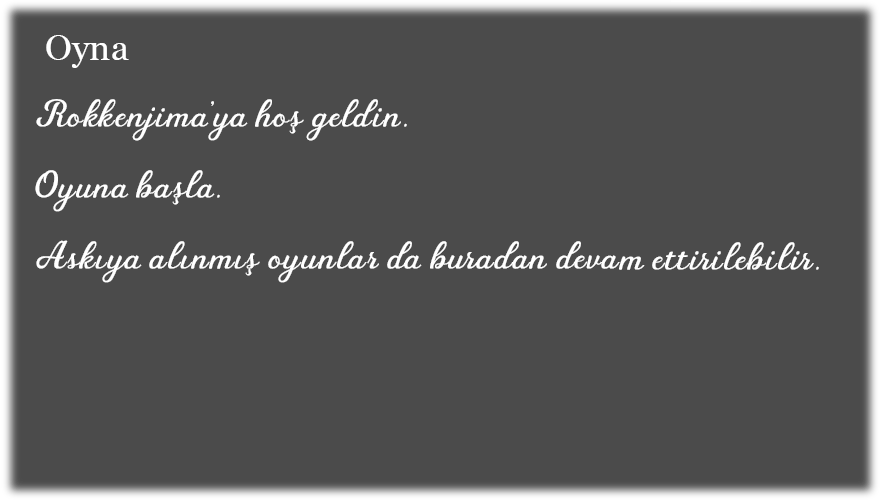 Oyna
Rokkenjima'ya hoş geldin.
Oyuna başla.
Askıya alınmış oyunlar da buradan devam ettirilebilir.